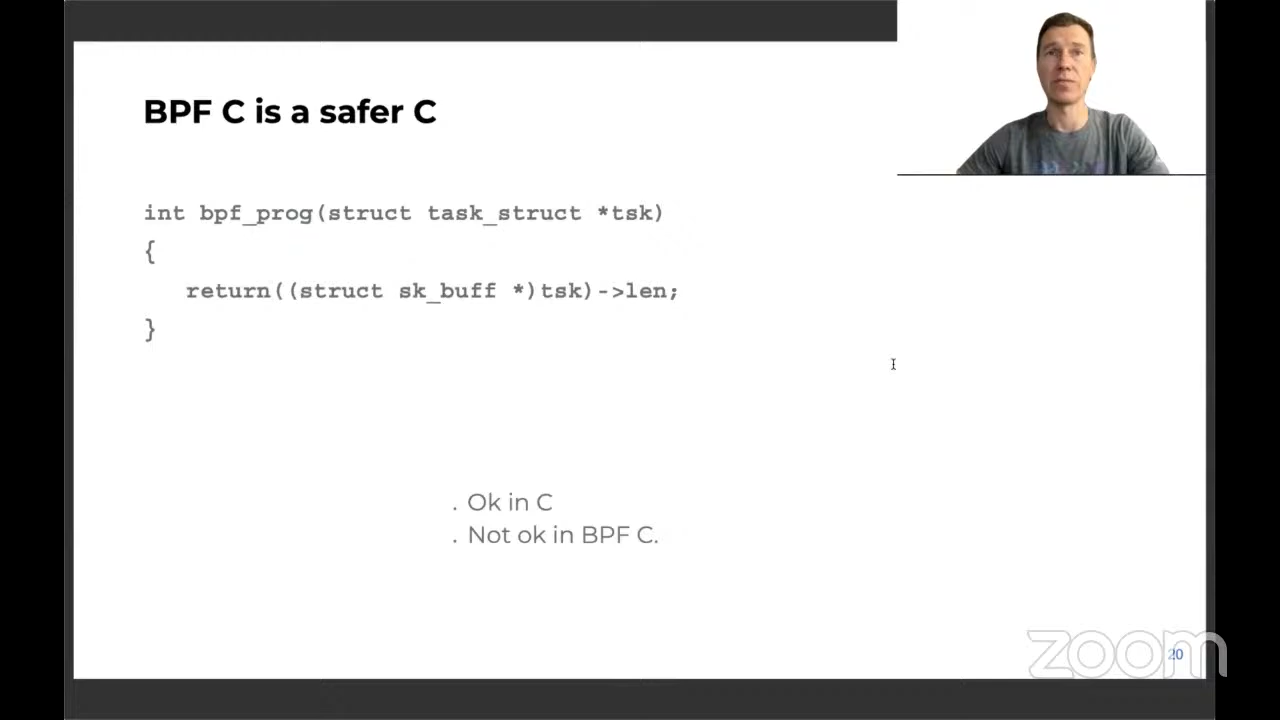 BPF C is a safer C
int bpf_prog(struct task_struct *tsk)
{
return((struct sk_buff *)tsk)->len;
}
. Ok in C
. Not ok in BPF C.
zoom
20